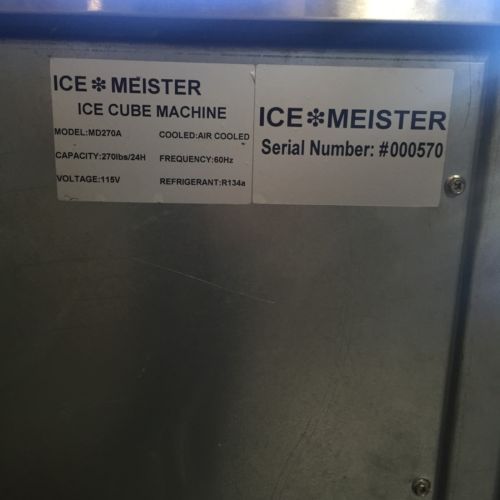 ICE❄MEISTER
ICE CUBE MACHINE
MODEL:MD270A COOLED:AIR COOLED
CAPACITY:270lbs/24H FREQUENCY:60Hz
VOLTAGE:115V REFRIGERANT:R134a
ICE❄MEISTER
Serial Number: #000570